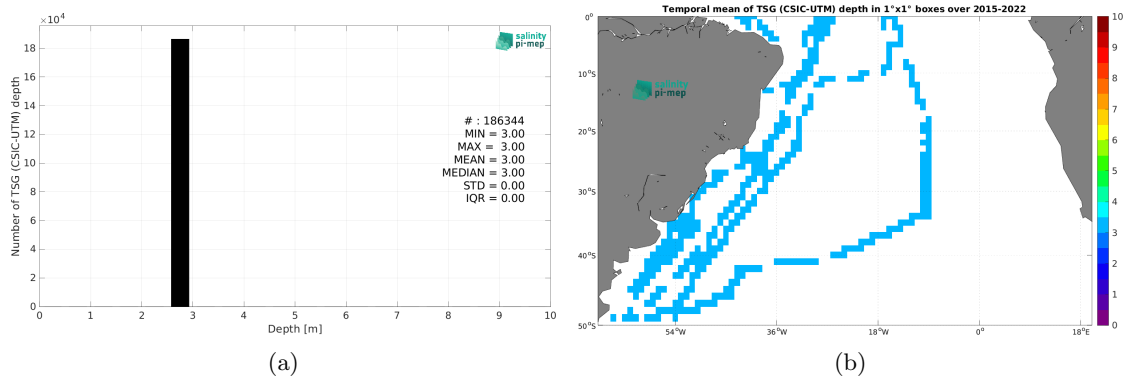 ×10⁴
18
16
14
12
10
8
6
4
2
0
Number of TSG (CSIC-UTM) depth
salinity
pi-mep
# : 186344
MIN = 3.00
MAX = 3.00
MEAN = 3.00
MEDIAN = 3.00
STD = 0.00
IQR = 0.00
0 1 2 3 4 5 6 7 8 9 10
Depth [m]
(a)
Temporal mean of TSG (CSIC-UTM) depth in 1°x1° boxes over 2015-2022
0°
10°S
20°S
30°S
40°S
50°S
salinity
pi-mep
54°W 36°W 18°W 0° 18°E
10
9
8
7
6
5
4
3
2
1
0
(b)